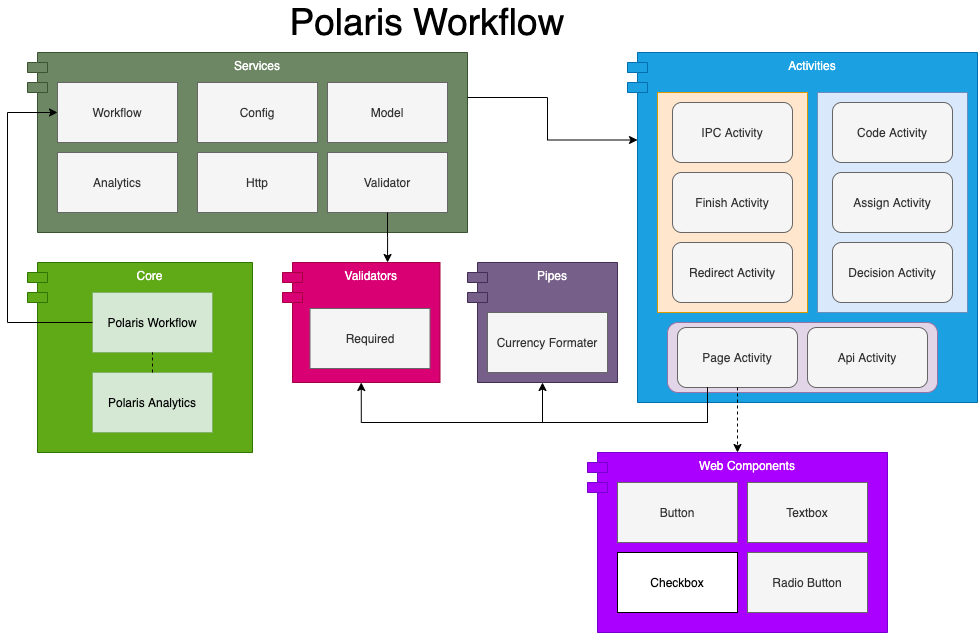 Polaris Workflow
Services
Workflow
Config
Model
Analytics
Http
Validator
Activities
IPC Activity
Code Activity
Finish Activity
Assign Activity
Redirect Activity
Decision Activity
Page Activity
Api Activity
Core
Polaris Workflow
Polaris Analytics
Validators
Required
Pipes
Currency Formater
Web Components
Button
Textbox
Checkbox
Radio Button